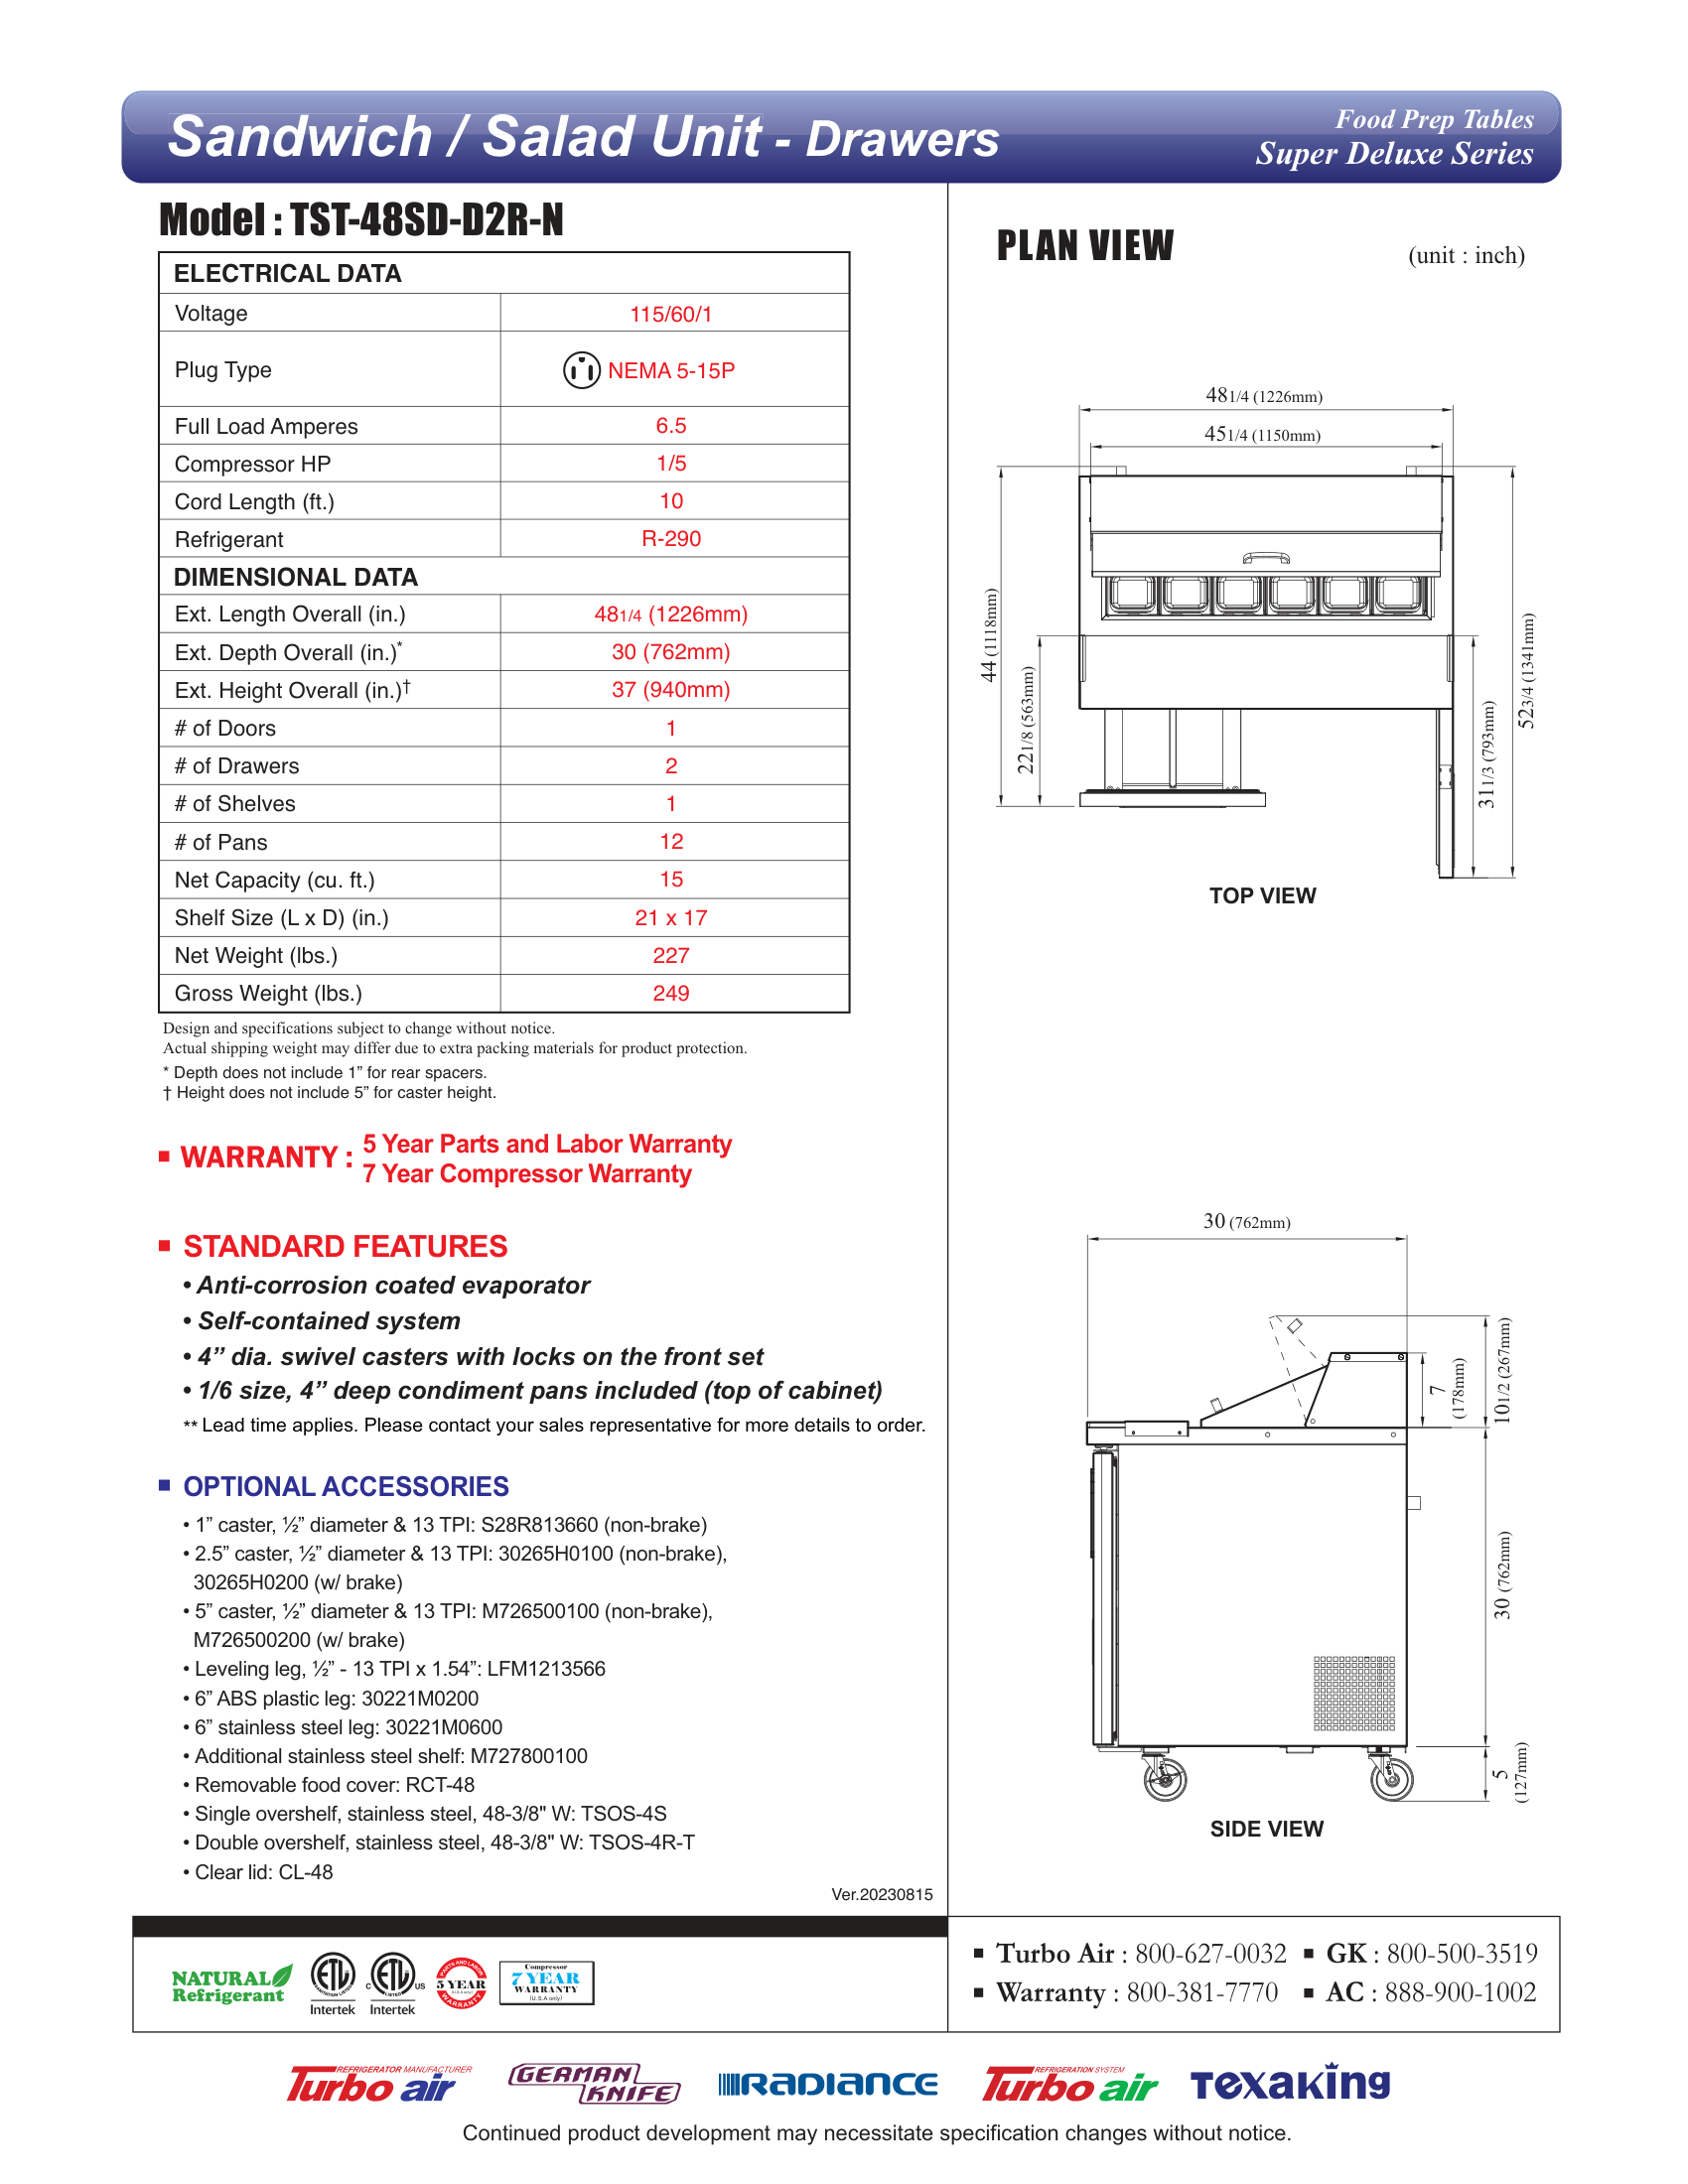 Sandwich / Salad Unit - Drawers
Food Prep Tables
Super Deluxe Series
Model : TST-48SD-D2R-N
ELECTRICAL DATA
Voltage 115/60/1
Plug Type NEMA 5-15P
Full Load Amperes 6.5
Compressor HP 1/5
Cord Length (ft.) 10
Refrigerant R-290
DIMENSIONAL DATA
Ext. Length Overall (in.) 481/4 (1226mm)
Ext. Depth Overall (in.)* 30 (762mm)
Ext. Height Overall (in.)† 37 (940mm)
# of Doors 1
# of Drawers 2
# of Shelves 1
# of Pans 12
Net Capacity (cu. ft.) 15
Shelf Size (L x D) (in.) 21 x 17
Net Weight (lbs.) 227
Gross Weight (lbs.) 249
Design and specifications subject to change without notice.
Actual shipping weight may differ due to extra packing materials for product protection.
* Depth does not include 1” for rear spacers.
† Height does not include 5” for caster height.
■ WARRANTY : 5 Year Parts and Labor Warranty
7 Year Compressor Warranty
■ STANDARD FEATURES
• Anti-corrosion coated evaporator
• Self-contained system
• 4” dia. swivel casters with locks on the front set
• 1/6 size, 4” deep condiment pans included (top of cabinet)
** Lead time applies. Please contact your sales representative for more details to order.
■ OPTIONAL ACCESSORIES
• 1” caster, ½” diameter & 13 TPI: S28R813660 (non-brake)
• 2.5” caster, ½” diameter & 13 TPI: 30265H0100 (non-brake),
30265H0200 (w/ brake)
• 5” caster, ½” diameter & 13 TPI: M726500100 (non-brake),
M726500200 (w/ brake)
• Leveling leg, ½” - 13 TPI x 1.54”: LFM1213566
• 6” ABS plastic leg: 30221M0200
• 6” stainless steel leg: 30221M0600
• Additional stainless steel shelf: M727800100
• Removable food cover: RCT-48
• Single overshelf, stainless steel, 48-3/8" W: TSOS-4S
• Double overshelf, stainless steel, 48-3/8" W: TSOS-4R-T
• Clear lid: CL-48
Ver.20230815
PLAN VIEW
(unit : inch)
481/4 (1226mm)
451/4 (1150mm)
44 (1118mm)
221/8 (563mm)
311/3 (793mm)
523/4 (1341mm)
TOP VIEW
30 (762mm)
7
(178mm)
101/2 (267mm)
30 (762mm)
5
(127mm)
SIDE VIEW
NATURAL
Refrigerant
ETL
Intertek
C ETL US
LISTED
Intertek
PARTS AND LABOR
5 YEAR
WARRANTY
Compressor
7 YEAR
WARRANTY
(U.S.A only)
■ Turbo Air : 800-627-0032 ■ GK : 800-500-3519
■ Warranty : 800-381-7770 ■ AC : 888-900-1002
REFRIGERATOR MANUFACTURER
Turbo air
GERMAN
KNIFE
RADIANCE
REFRIGERATION SYSTEM
Turbo air
Texaking
Continued product development may necessitate specification changes without notice.